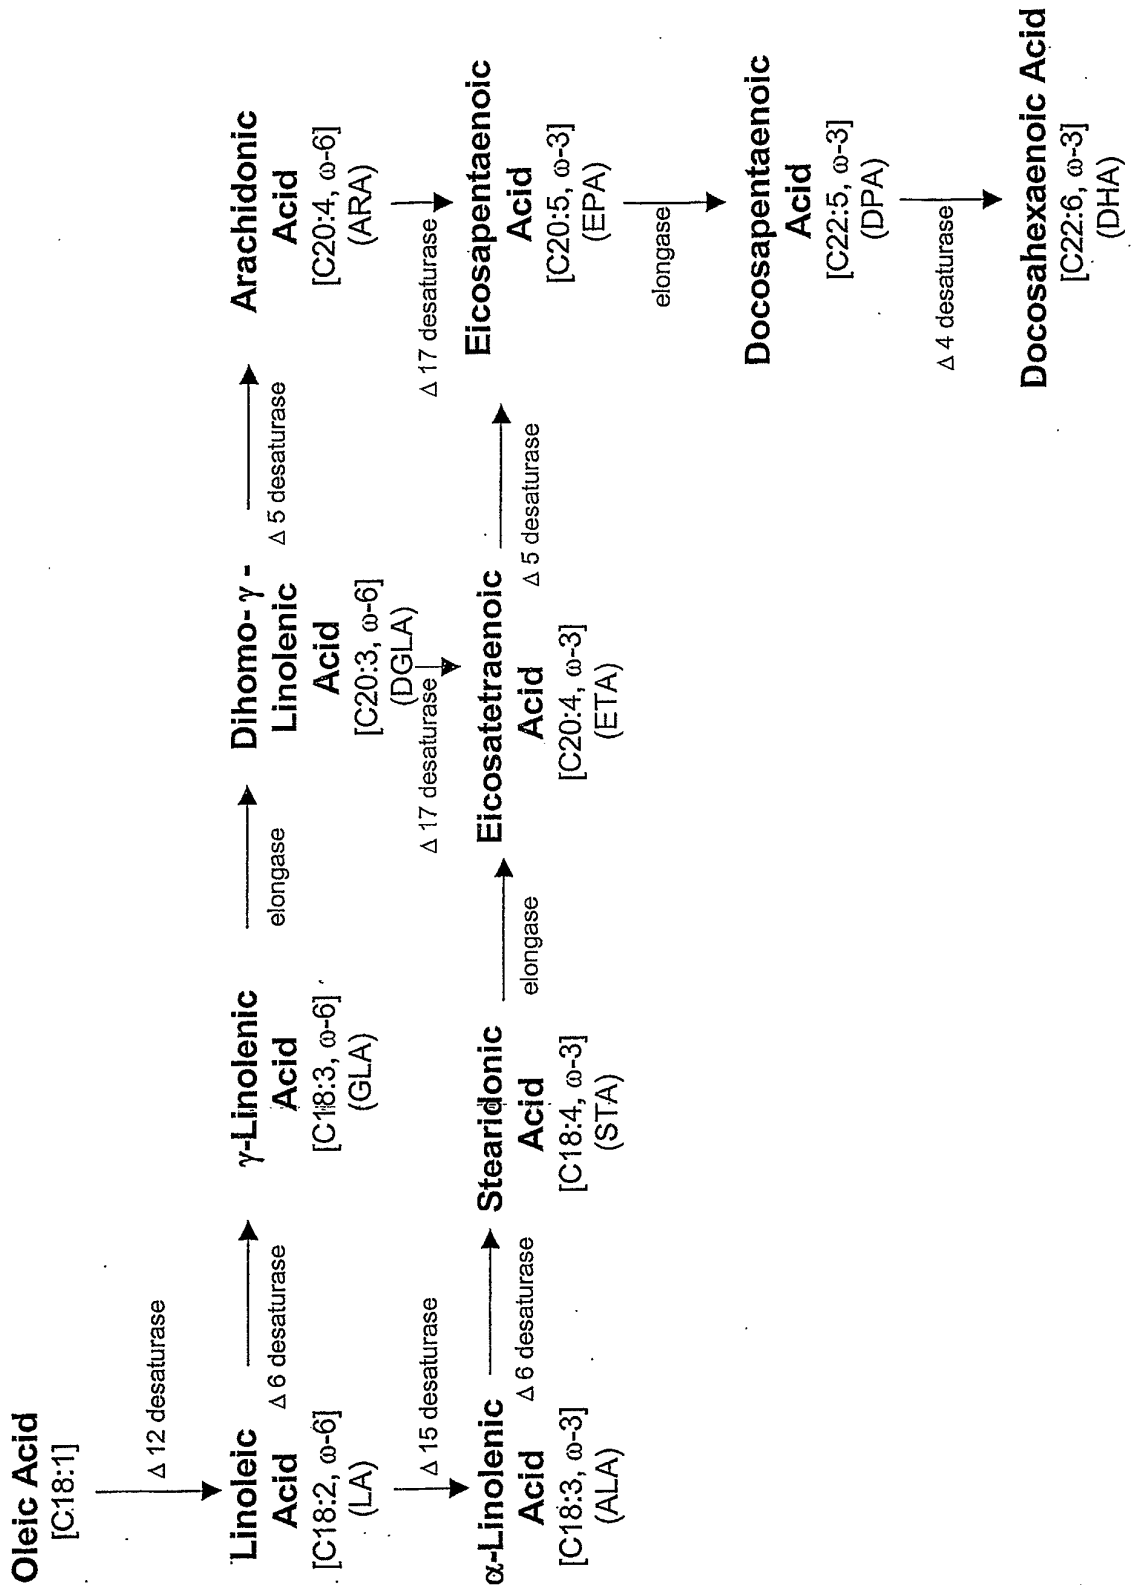 Oleic Acid
[C18:1]
Δ 12 desaturase
Linoleic
Acid
[C18:2, ω-6]
(LA)
Δ 6 desaturase
γ-Linolenic
Acid
[C18:3, ω-6]
(GLA)
elongase
Dihomo- γ -
Linolenic
Acid
[C20:3, ω-6]
(DGLA)
Δ 5 desaturase
Arachidonic
Acid
[C20:4, ω-6]
(ARA)
Δ 15 desaturase
Δ 17 desaturase
Δ 17 desaturase
α-Linolenic
Acid
[C18:3, ω-3]
(ALA)
Δ 6 desaturase
Stearidonic
Acid
[C18:4, ω-3]
(STA)
elongase
Eicosatetraenoic
Acid
[C20:4, ω-3]
(ETA)
Δ 5 desaturase
Eicosapentaenoic
Acid
[C20:5, ω-3]
(EPA)
elongase
Docosapentaenoic
Acid
[C22:5, ω-3]
(DPA)
Δ 4 desaturase
Docosahexaenoic Acid
[C22:6, ω-3]
(DHA)